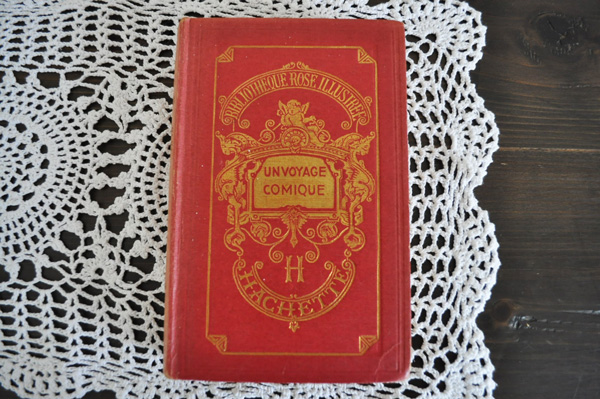 BIBLIOTHÈQUE ROSE ILLUSTRÉE
UN VOYAGE
COMIQUE
H
HACHETTE